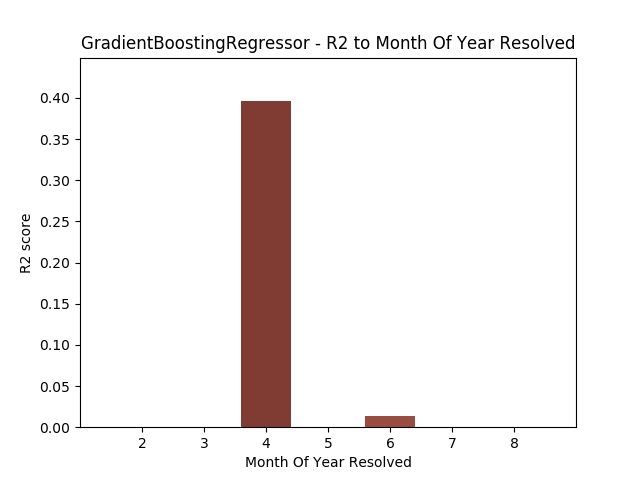 GradientBoostingRegressor - R2 to Month Of Year Resolved
0.40
0.35
0.30
0.25
0.20
0.15
0.10
0.05
0.00
R2 score
2 3 4 5 6 7 8
Month Of Year Resolved